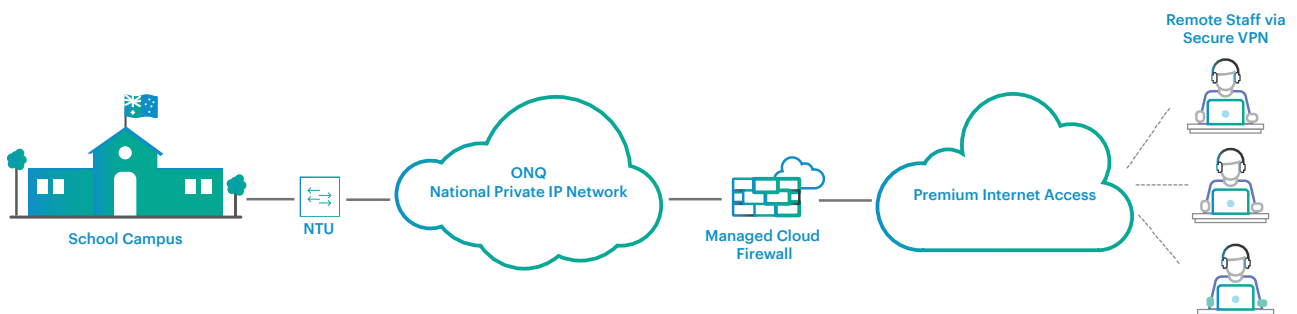 Remote Staff via
Secure VPN
ONQ
National Private IP Network
Premium Internet Access
School Campus
NTU
Managed Cloud
Firewall